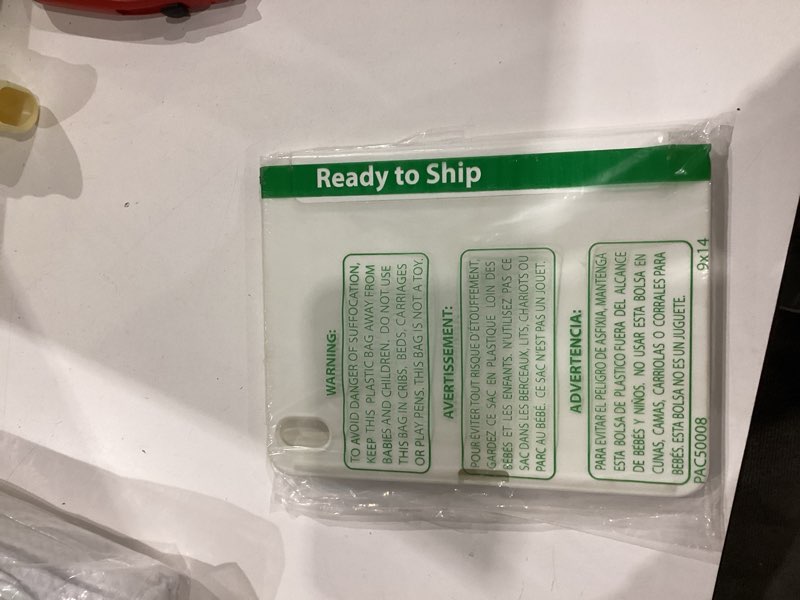 Ready to Ship
WARNING:
TO AVOID DANGER OF SUFFOCATION,
KEEP THIS PLASTIC BAG AWAY FROM
BABIES AND CHILDREN. DO NOT USE
THIS BAG IN CRIBS, BEDS, CARRIAGES
OR PLAY PENS. THIS BAG IS NOT A TOY.
AVERTISSEMENT:
POUR ÉVITER TOUT RISQUE D'ÉTOUFFEMENT,
GARDEZ CE SAC EN PLASTIQUE LOIN DES
BÉBÉS ET LES ENFANTS. N'UTILISEZ PAS CE
SAC DANS LES BERCEAUX, LITS, CHARIOTS OU
PARC AU BÉBÉ. CE SAC N'EST PAS UN JOUET.
ADVERTENCIA:
PARA EVITAR EL PELIGRO DE ASFIXIA, MANTENGA
ESTA BOLSA DE PLASTICO FUERA DEL ALCANCE
DE BEBÉS Y NIÑOS. NO USAR ESTA BOLSA EN
CUNAS, CAMAS, CARRIOLAS O CORRALES PARA
BEBÉS. ESTA BOLSA NO ES UN JUGUETE.
PAC50008
9x14